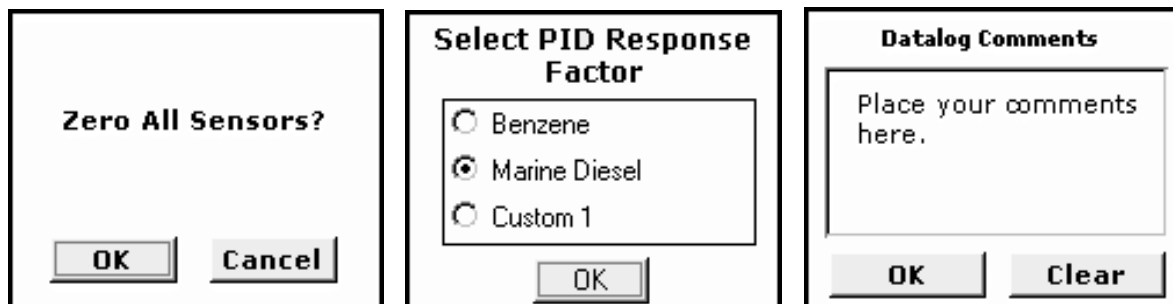 Zero All Sensors?
OK Cancel
Select PID Response
Factor
Benzene
Marine Diesel
Custom 1
OK
Datalog Comments
Place your comments
here.
OK Clear